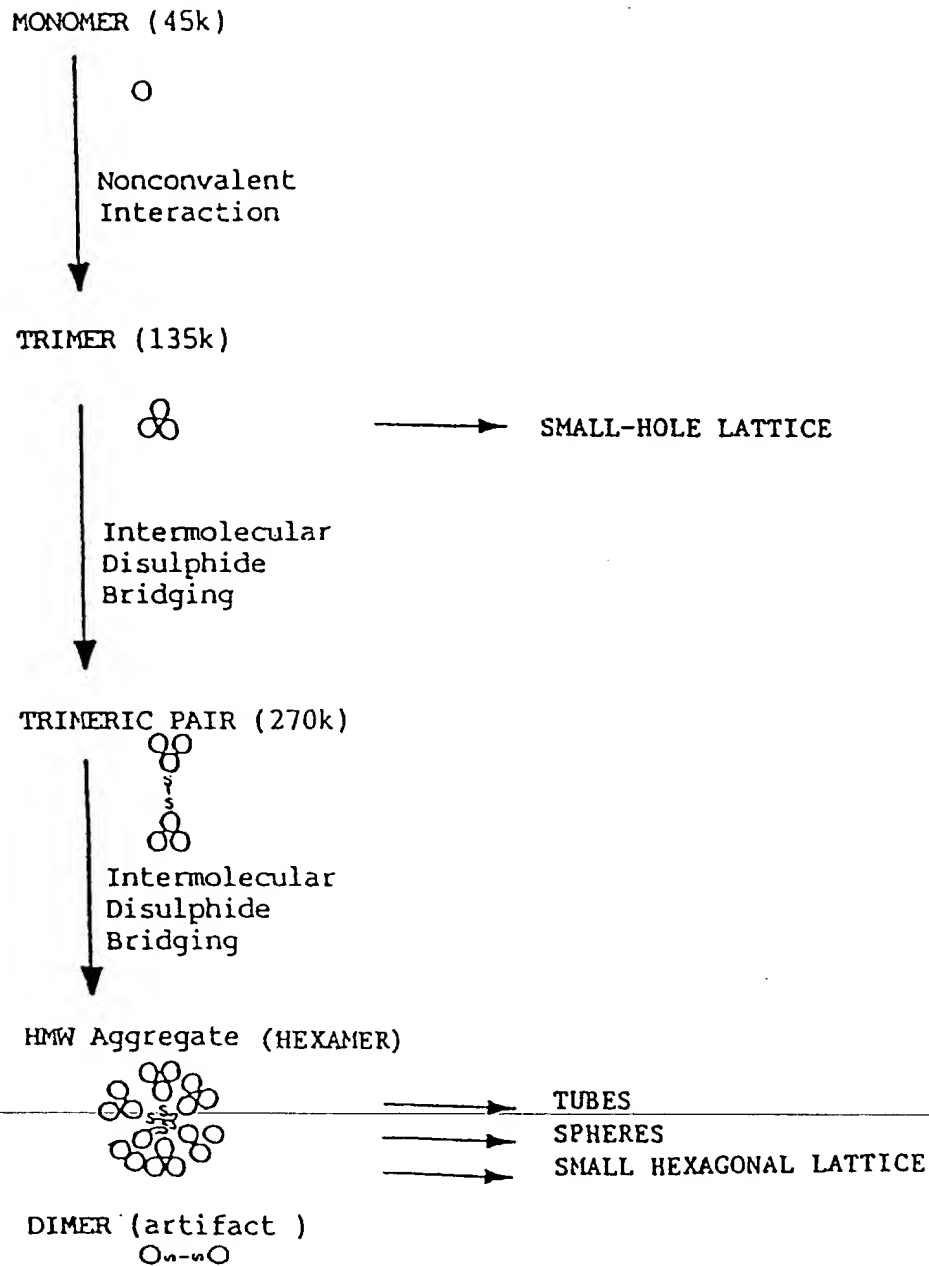 MONOMER (45k)
Nonconvalent
Interaction
TRIMER (135k)
SMALL-HOLE LATTICE
Intermolecular
Disulphide
Bridging
TRIMERIC PAIR (270k)
S
S
Intermolecular
Disulphide
Bridging
HMW Aggregate (HEXAMER)
TUBES
SPHERES
SMALL HEXAGONAL LATTICE
DIMER (artifact )
S-S